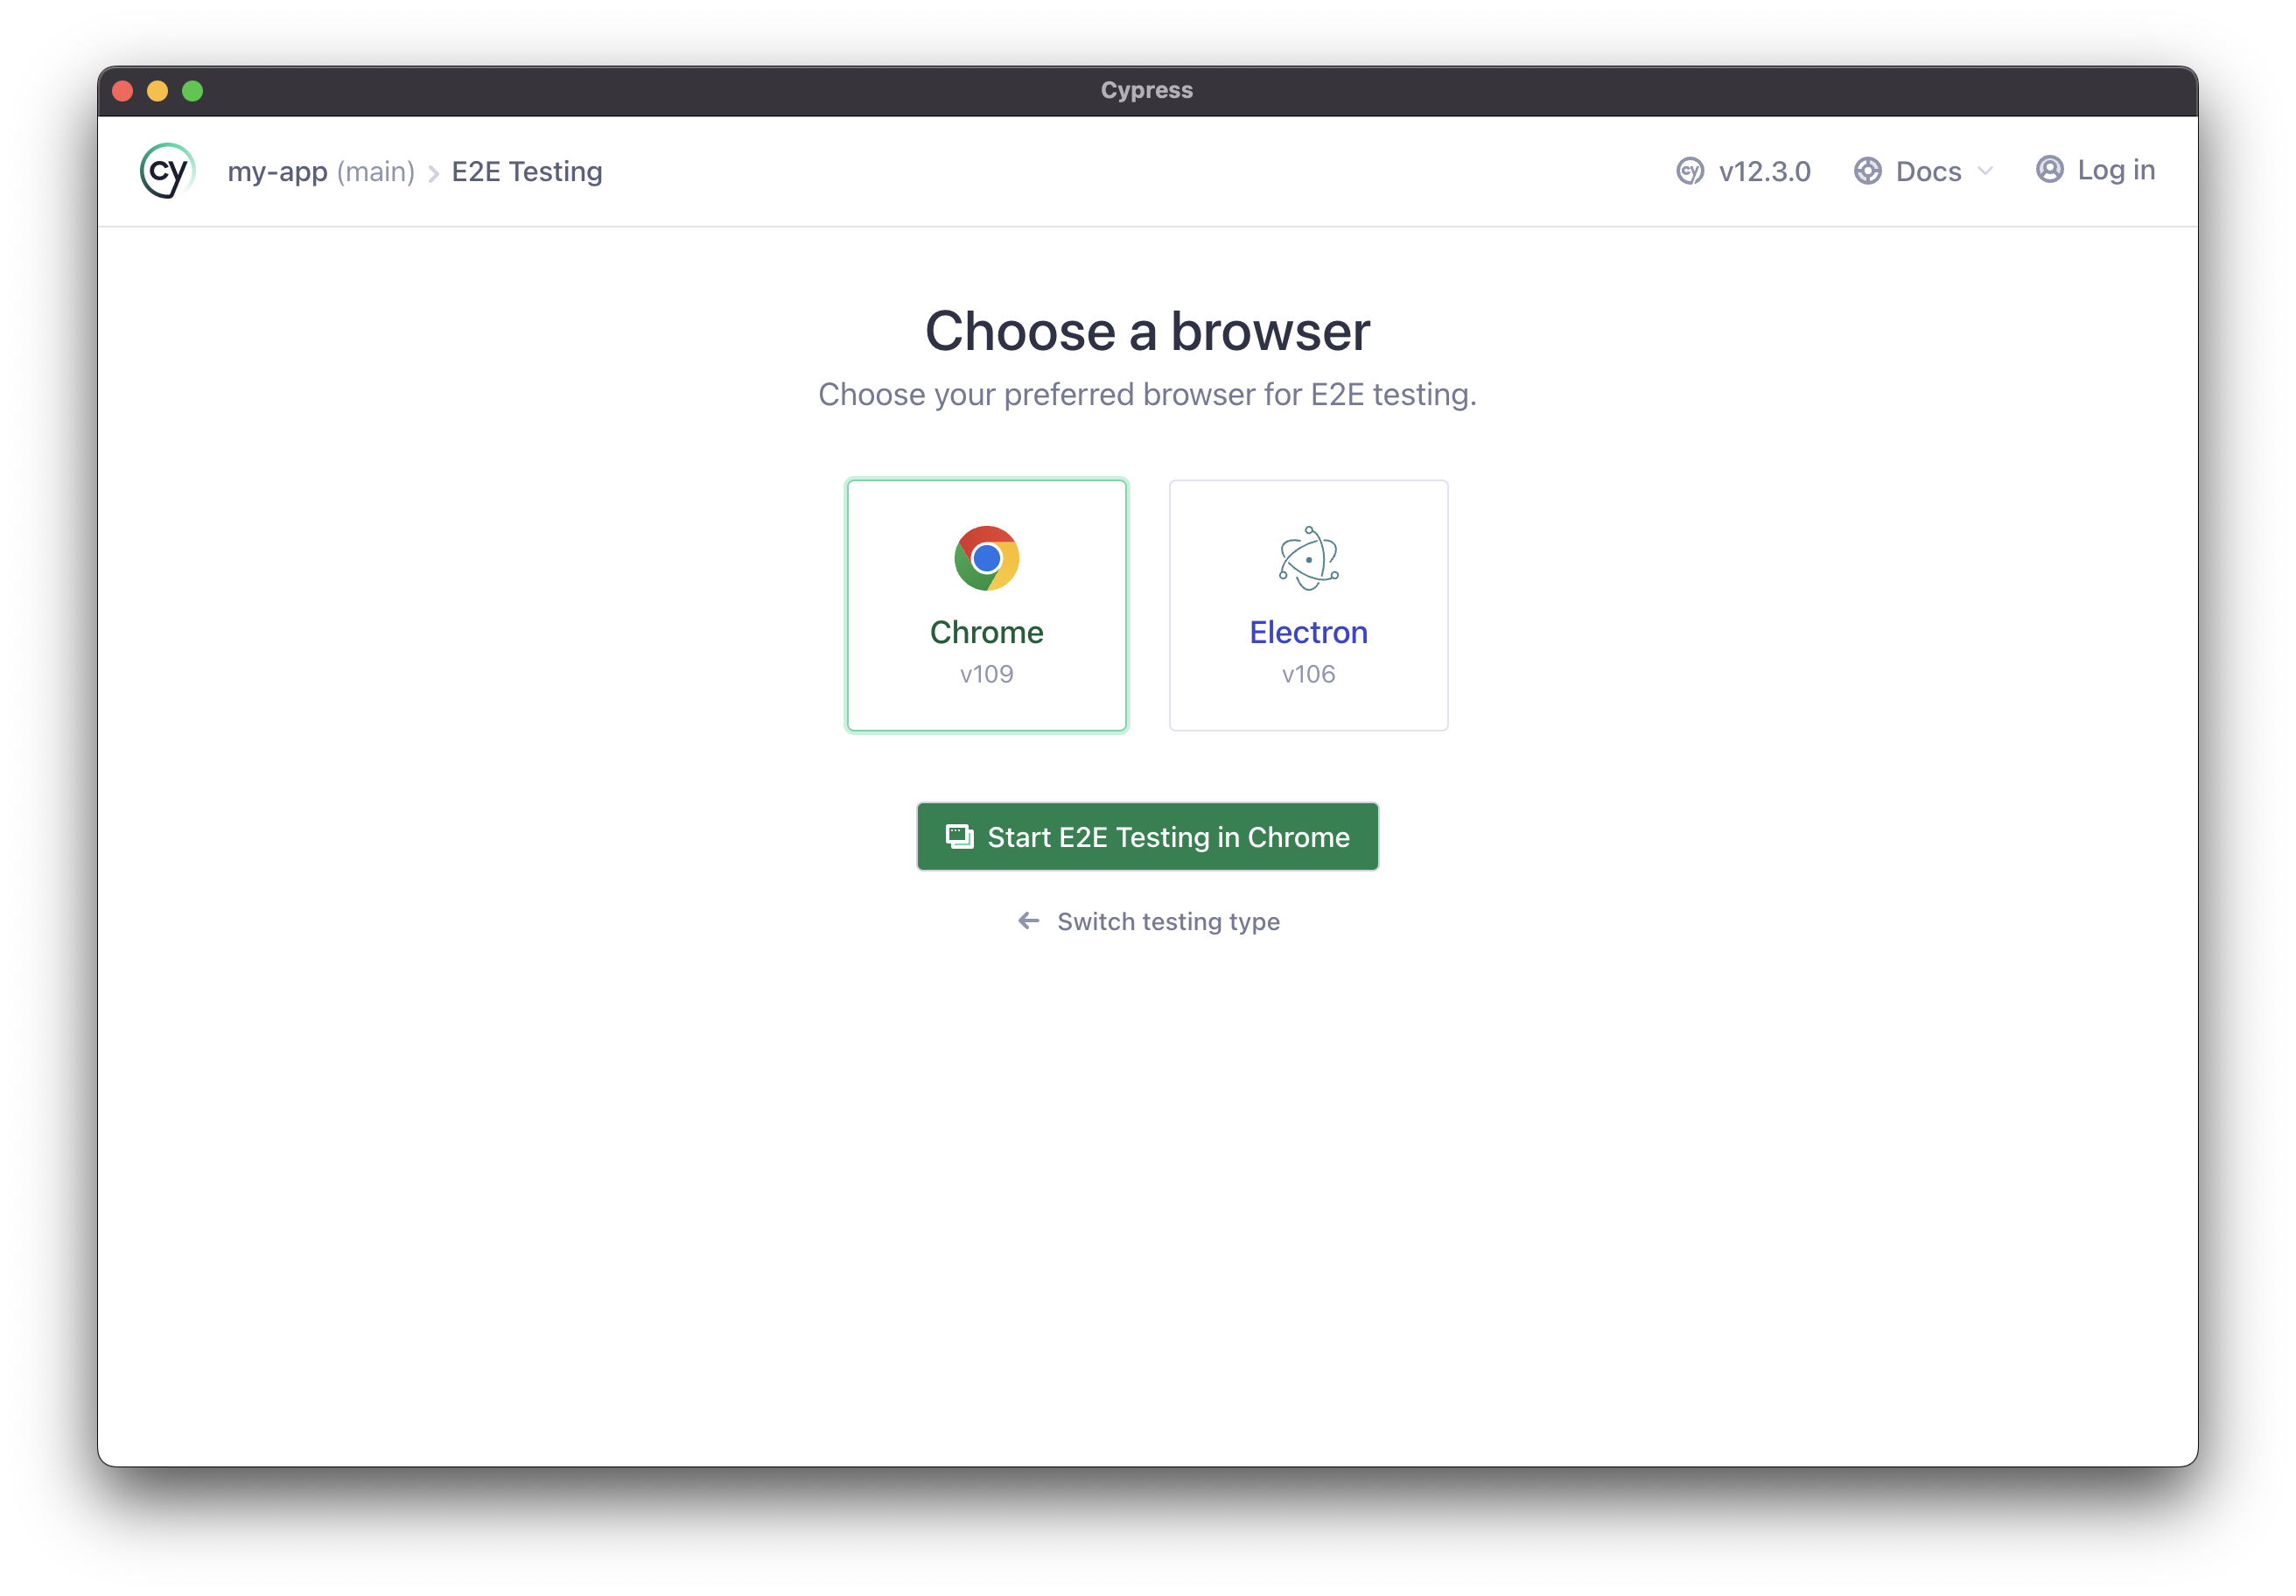 Cypress
cy my-app (main) > E2E Testing cy v12.3.0 Docs Log in
Choose a browser
Choose your preferred browser for E2E testing.
Chrome Electron
v109 v106
Start E2E Testing in Chrome
Switch testing type